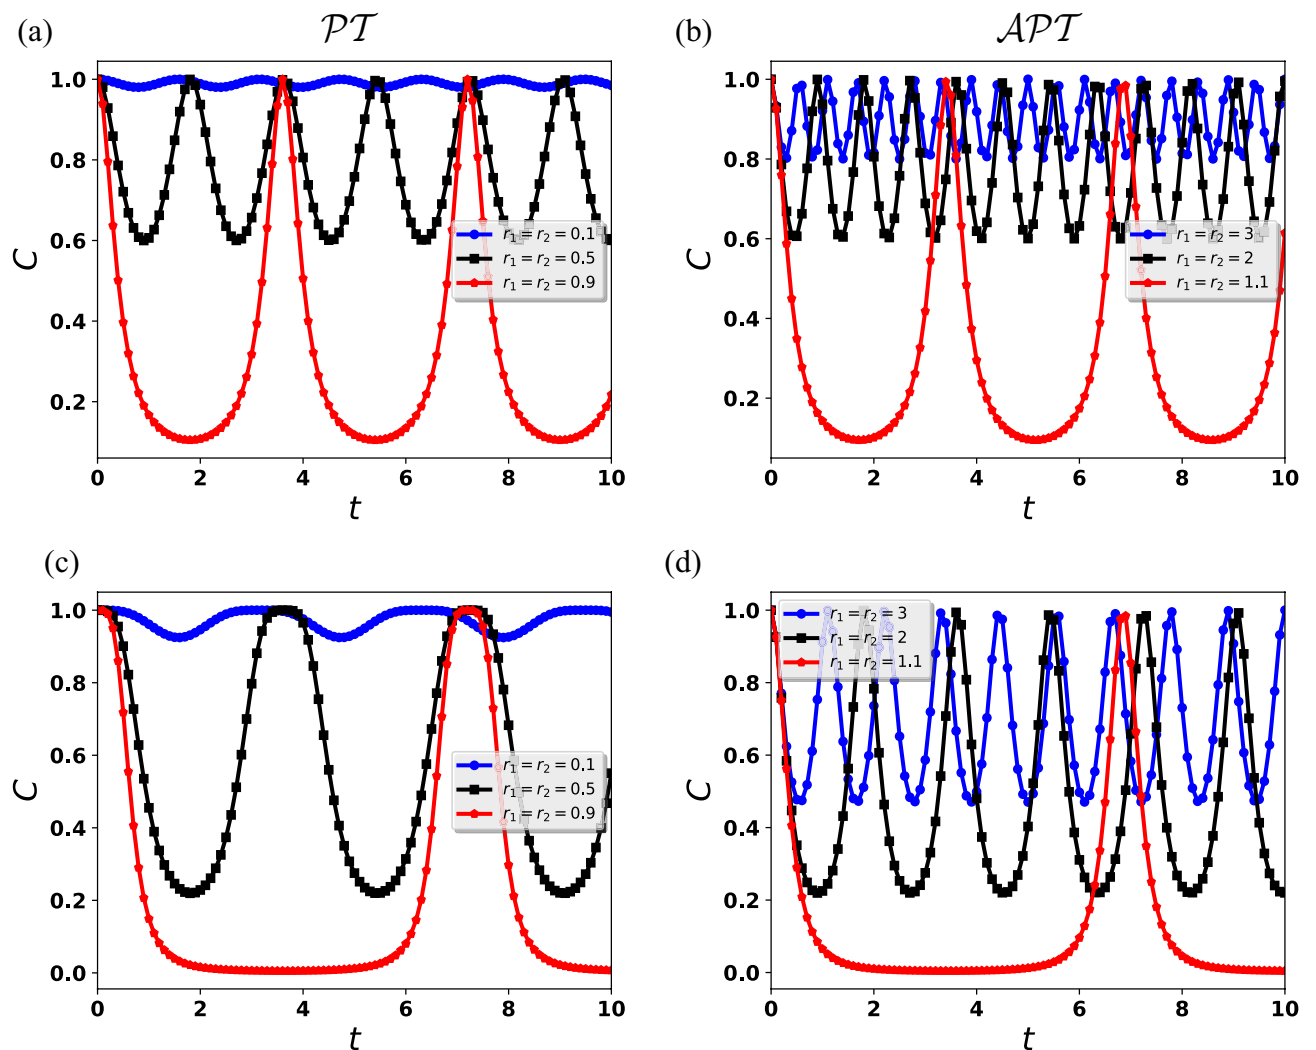 (a) 𝒫𝒯 (b) 𝒜𝒫𝒯
1.0
0.8
0.6
0.4
0.2
C
r₁ = r₂ = 0.1
r₁ = r₂ = 0.5
r₁ = r₂ = 0.9
0 2 4 6 8 10
t
1.0
0.8
0.6
0.4
0.2
C
r₁ = r₂ = 3
r₁ = r₂ = 2
r₁ = r₂ = 1.1
0 2 4 6 8 10
t
(c)
1.0
0.8
0.6
0.4
0.2
0.0
C
r₁ = r₂ = 0.1
r₁ = r₂ = 0.5
r₁ = r₂ = 0.9
0 2 4 6 8 10
t
(d)
1.0
0.8
0.6
0.4
0.2
0.0
C
r₁ = r₂ = 3
r₁ = r₂ = 2
r₁ = r₂ = 1.1
0 2 4 6 8 10
t